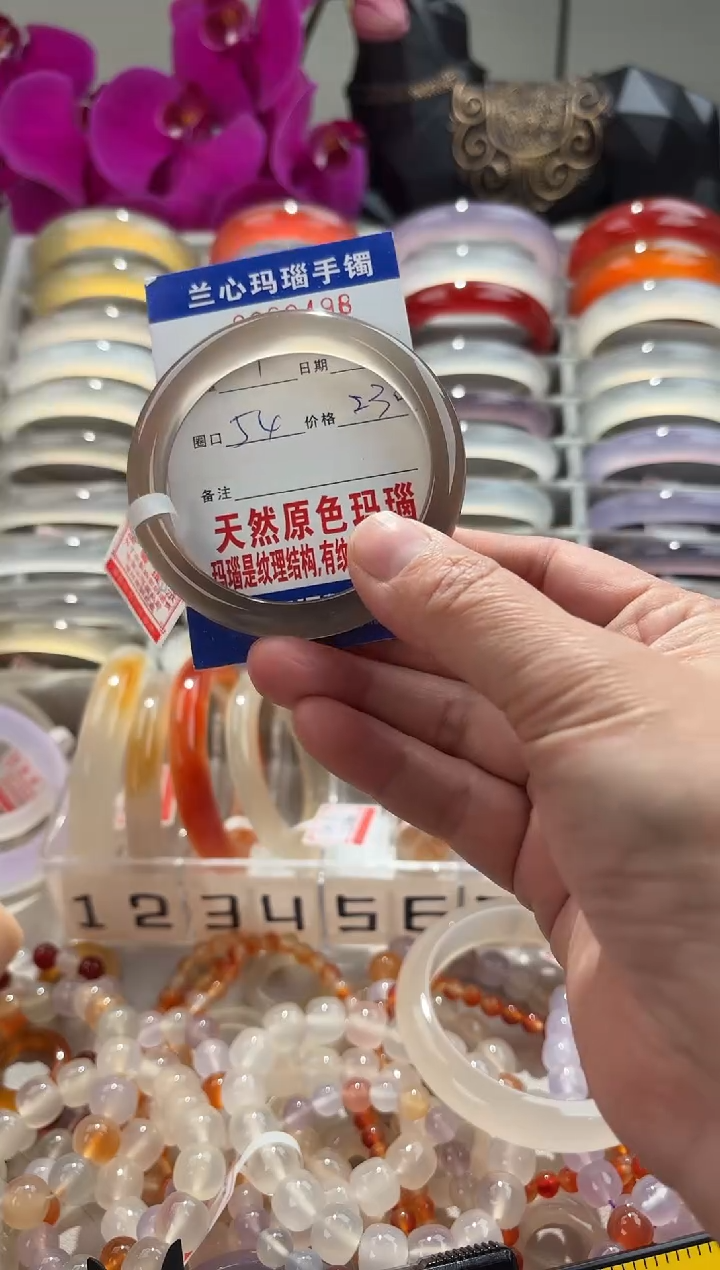 兰心玛瑙手镯
日期
圈口 54 价格 23
备注
天然原色玛瑙
玛瑙是纹理结构,有纹
1 2 3 4 5 6